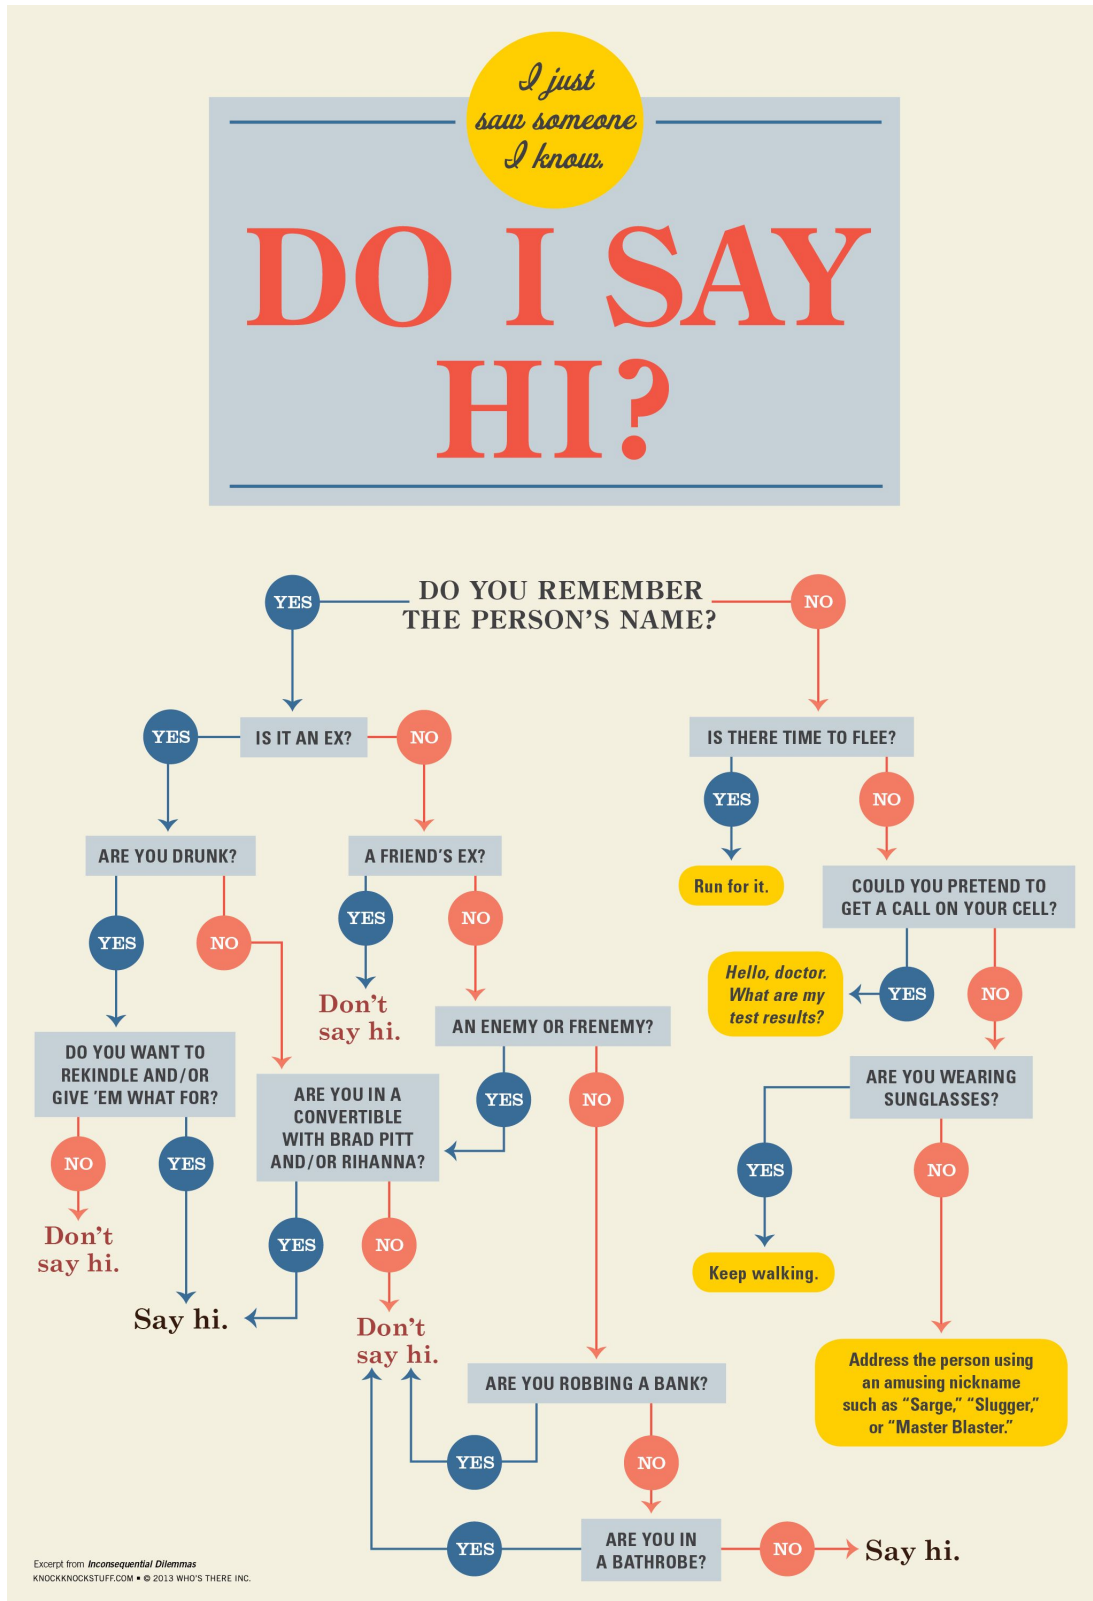 I just
saw someone
I know.
DO I SAY
HI?
DO YOU REMEMBER
THE PERSON'S NAME?
YES
NO
IS IT AN EX?
YES
NO
IS THERE TIME TO FLEE?
YES
NO
ARE YOU DRUNK?
A FRIEND'S EX?
Run for it.
COULD YOU PRETEND TO
GET A CALL ON YOUR CELL?
YES
NO
YES
NO
Don't
say hi.
Hello, doctor.
What are my
test results?
YES
NO
AN ENEMY OR FRENEMY?
DO YOU WANT TO
REKINDLE AND/OR
GIVE 'EM WHAT FOR?
ARE YOU IN A
CONVERTIBLE
WITH BRAD PITT
AND/OR RIHANNA?
YES
NO
ARE YOU WEARING
SUNGLASSES?
NO
YES
YES
NO
Don't
say hi.
YES
NO
Keep walking.
Say hi.
Don't
say hi.
ARE YOU ROBBING A BANK?
Address the person using
an amusing nickname
such as “Sarge,” “Slugger,”
or “Master Blaster.”
YES
NO
ARE YOU IN
A BATHROBE?
YES
NO
Say hi.
Excerpt from Inconsequential Dilemmas
KNOCKKNOCKSTUFF.COM ▪ © 2013 WHO'S THERE INC.